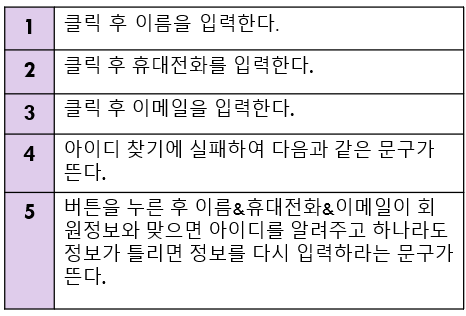 1 클릭 후 이름을 입력한다.
2 클릭 후 휴대전화를 입력한다.
3 클릭 후 이메일을 입력한다.
4 아이디 찾기에 실패하여 다음과 같은 문구가
뜬다.
5 버튼을 누른 후 이름&휴대전화&이메일이 회
원정보와 맞으면 아이디를 알려주고 하나라도
정보가 틀리면 정보를 다시 입력하라는 문구가
뜬다.